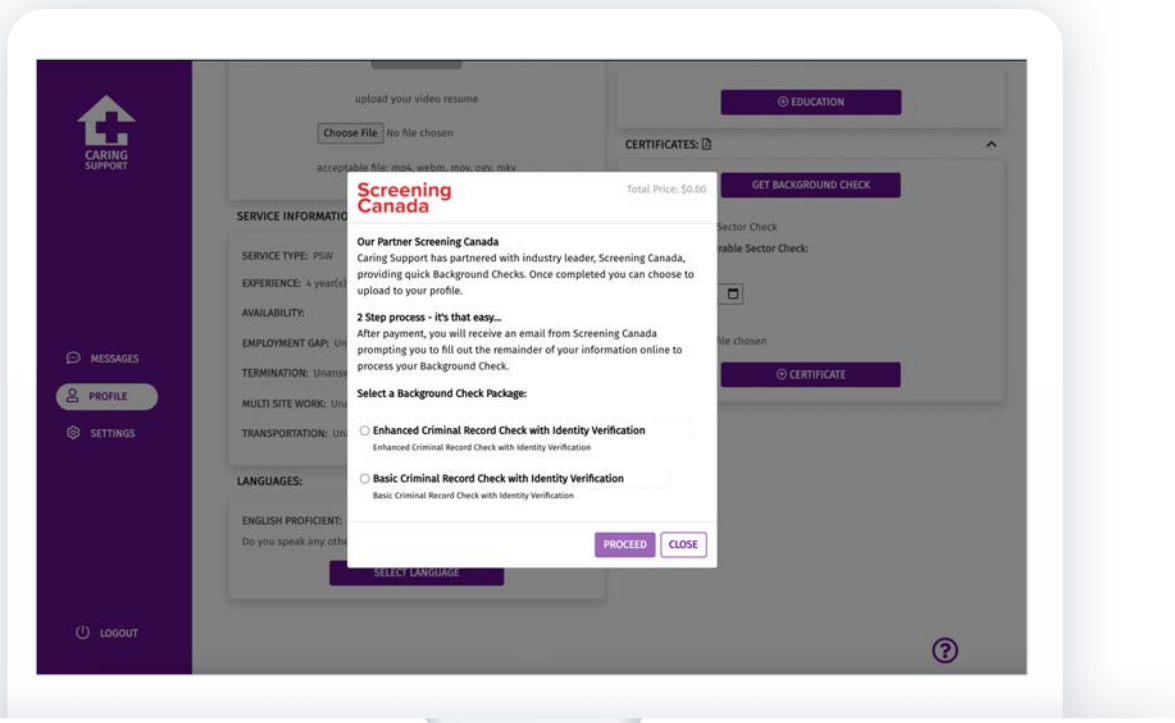 CARING
SUPPORT
MESSAGES
PROFILE
SETTINGS
LOGOUT
upload your video resume
Choose File No file chosen
acceptable file: mp4, webm, mov, ogv, mkv
SERVICE INFORMATIO
SERVICE TYPE: PSW
EXPERIENCE: 4 year(s)
AVAILABILITY:
EMPLOYMENT GAP: Un
TERMINATION: Unansw
MULTI SITE WORK: Una
TRANSPORTATION: Un
LANGUAGES:
ENGLISH PROFICIENT:
Do you speak any othe
SELECT LANGUAGE
Screening
Canada
Total Price: $0.00
Our Partner Screening Canada
Caring Support has partnered with industry leader, Screening Canada,
providing quick Background Checks. Once completed you can choose to
upload to your profile.
2 Step process - it's that easy...
After payment, you will receive an email from Screening Canada
prompting you to fill out the remainder of your information online to
process your Background Check.
Select a Background Check Package:
Enhanced Criminal Record Check with Identity Verification
Enhanced Criminal Record Check with Identity Verification
Basic Criminal Record Check with Identity Verification
Basic Criminal Record Check with Identity Verification
PROCEED CLOSE
EDUCATION
CERTIFICATES:
GET BACKGROUND CHECK
Sector Check
rable Sector Check:
file chosen
CERTIFICATE
?